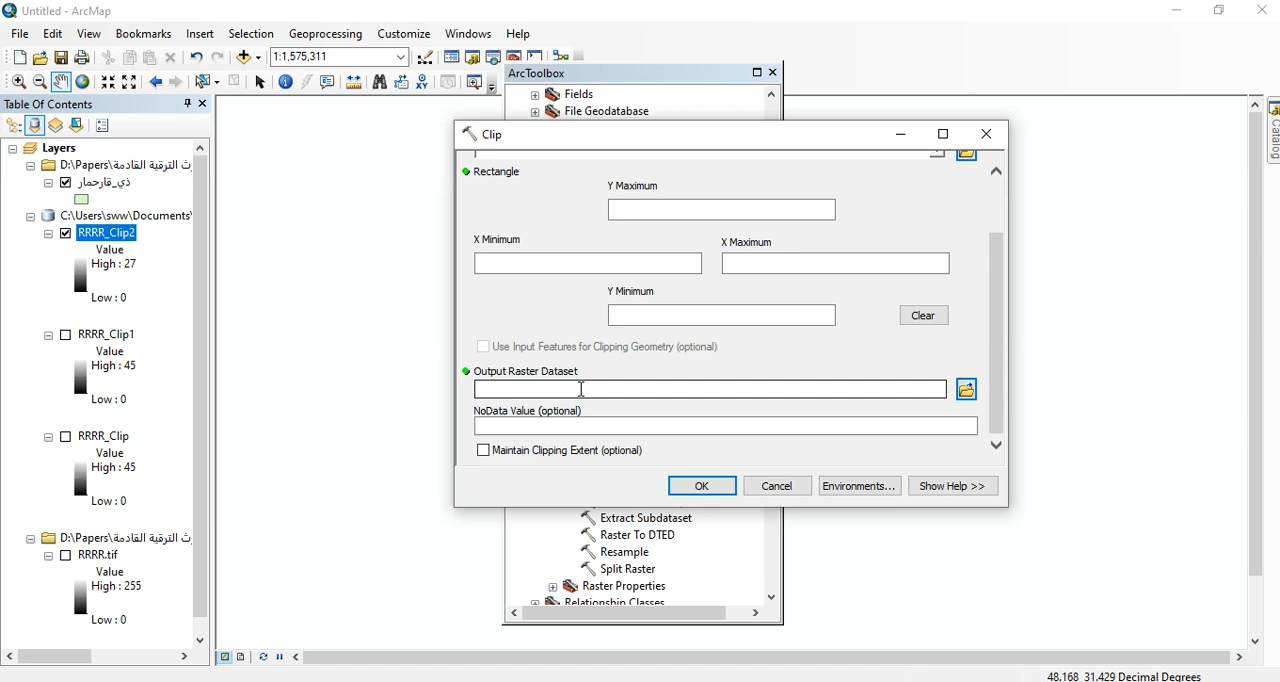 Untitled - ArcMap
File Edit View Bookmarks Insert Selection Geoprocessing Customize Windows Help
1:1,575,311
Table Of Contents
Layers
D:\Papers\ث الترقية القادمة
ذي_قارحمار
C:\Users\sww\Documents\
RRRR_Clip2
Value
High : 27
Low : 0
RRRR_Clip1
Value
High : 45
Low : 0
RRRR_Clip
Value
High : 45
Low : 0
D:\Papers\ث الترقية القادمة
RRRR.tif
Value
High : 255
Low : 0
ArcToolbox
Fields
File Geodatabase
Clip
Rectangle
Y Maximum
X Minimum
X Maximum
Y Minimum
Clear
Use Input Features for Clipping Geometry (optional)
Output Raster Dataset
NoData Value (optional)
Maintain Clipping Extent (optional)
OK Cancel Environments... Show Help >>
Extract Subdataset
Raster To DTED
Resample
Split Raster
Raster Properties
Relationship Classes
Catalog
48.168 31.429 Decimal Degrees